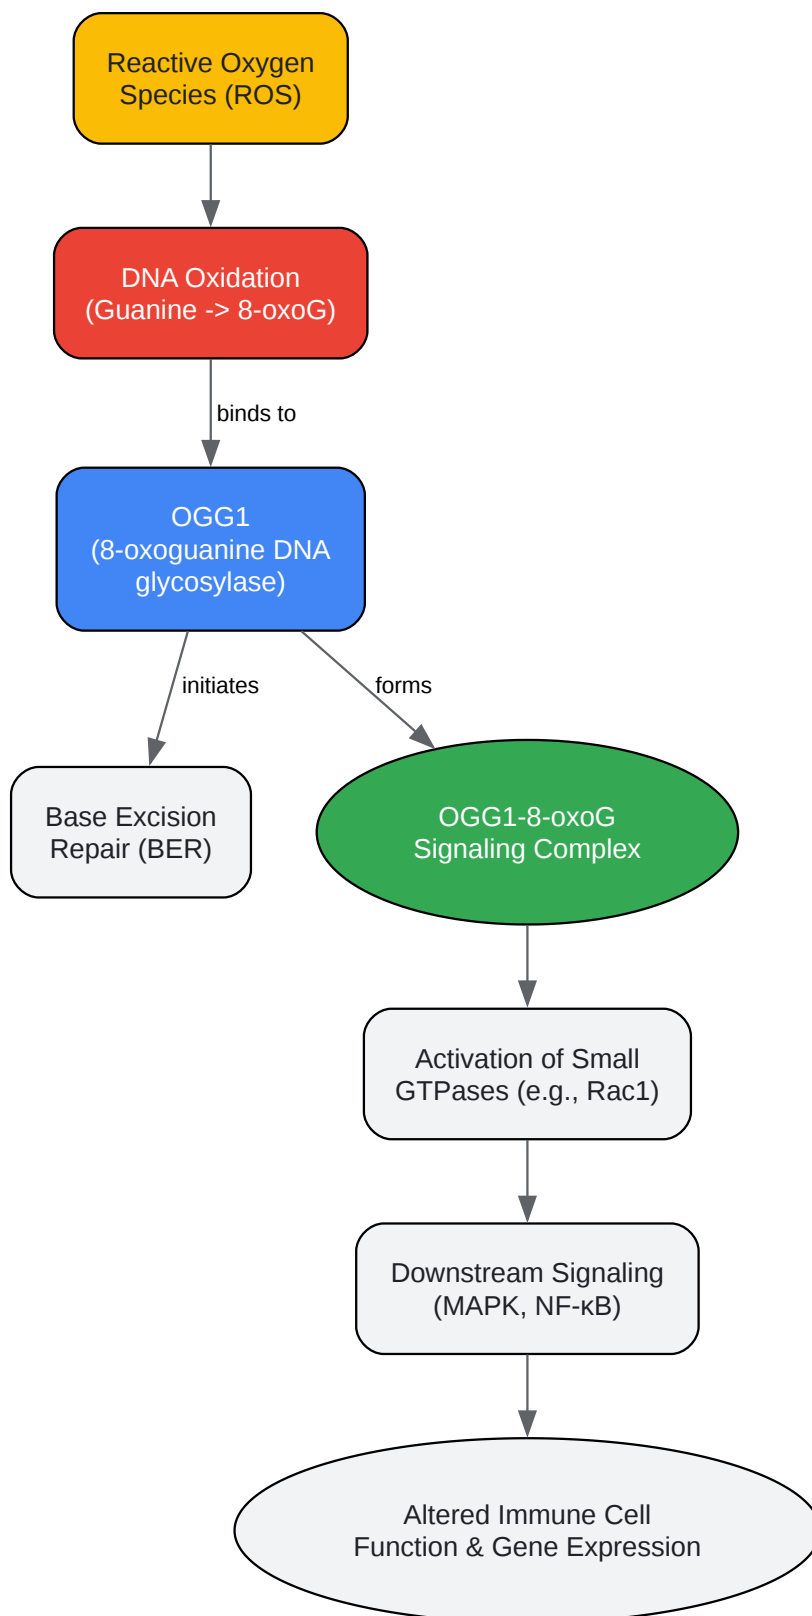 Reactive Oxygen
Species (ROS)
DNA Oxidation
(Guanine -> 8-oxoG)
binds to
OGG1
(8-oxoguanine DNA
glycosylase)
initiates
forms
Base Excision
Repair (BER)
OGG1-8-oxoG
Signaling Complex
Activation of Small
GTPases (e.g., Rac1)
Downstream Signaling
(MAPK, NF-κB)
Altered Immune Cell
Function & Gene Expression